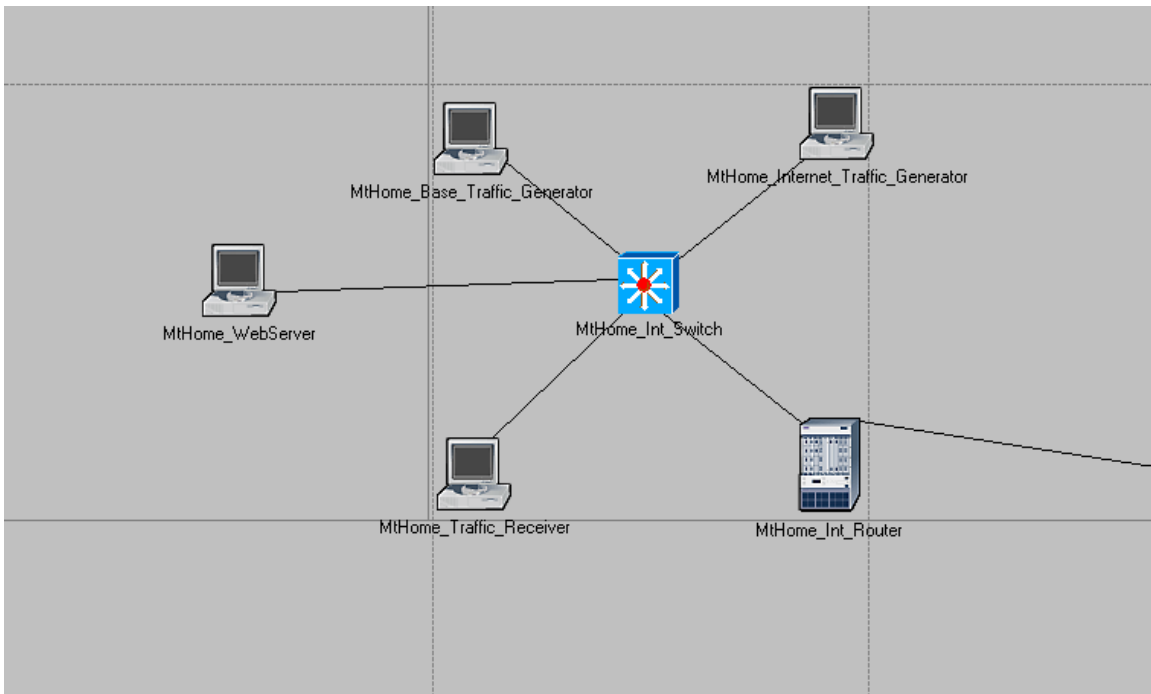 MtHome_Base_Traffic_Generator
MtHome_Internet_Traffic_Generator
MtHome_WebServer
MtHome_Int_Switch
MtHome_Traffic_Receiver
MtHome_Int_Router